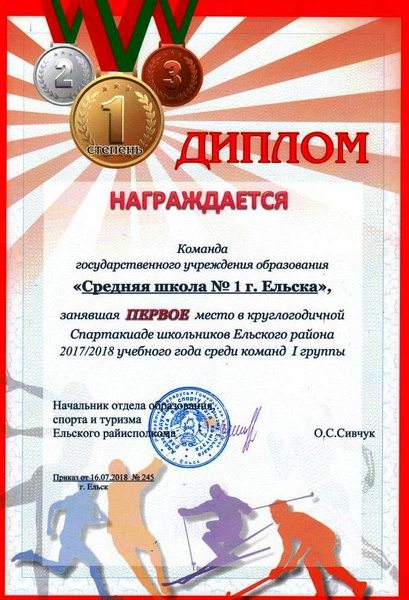 2
3
1
степень
ДИПЛОМ
НАГРАЖДАЕТСЯ
Команда
государственного учреждения образования
«Средняя школа № 1 г. Ельска»,
занявшая ПЕРВОЕ место в круглогодичной
Спартакиаде школьников Ельского района
2017/2018 учебного года среди команд I группы
Начальник отдела образования,
спорта и туризма
Ельского райисполкома
О,С.Сивчук
Приказ от 16.07.2018 № 245
г. Ельск